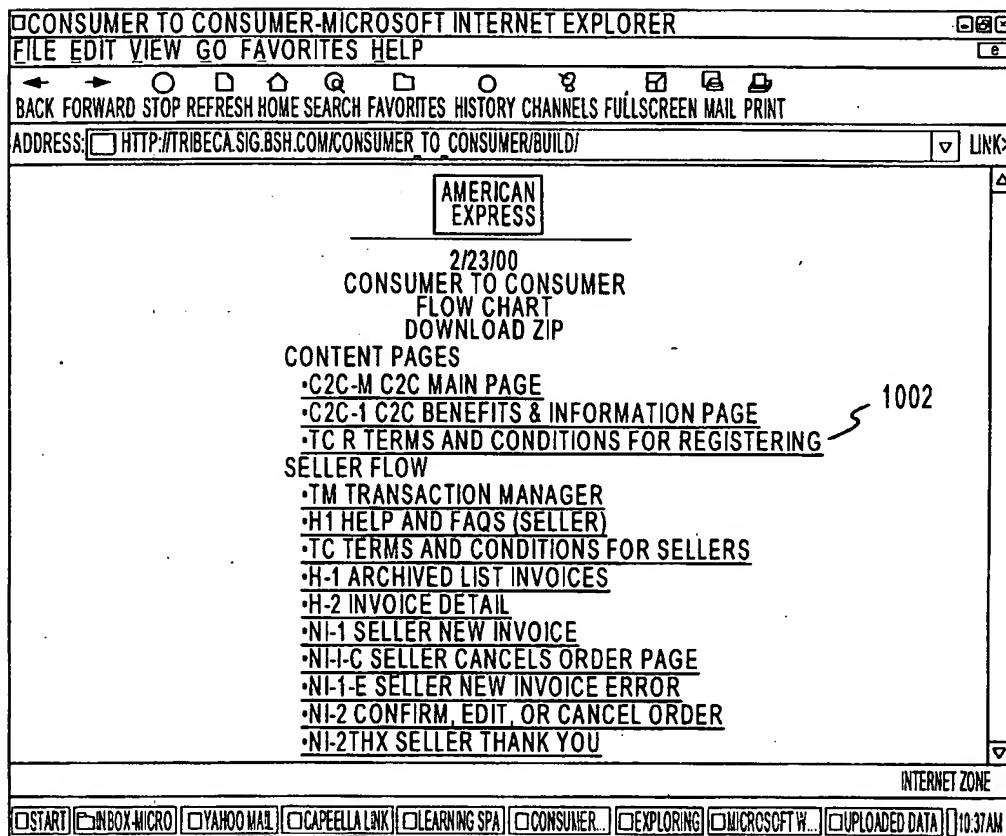 CONSUMER TO CONSUMER-MICROSOFT INTERNET EXPLORER
FILE EDIT VIEW GO FAVORITES HELP
e
BACK FORWARD STOP REFRESH HOME SEARCH FAVORITES HISTORY CHANNELS FULLSCREEN MAIL PRINT
ADDRESS: HTTP://TRIBECA.SIG.BSH.COM/CONSUMER_TO_CONSUMER/BUILD/ LINK>
AMERICAN
EXPRESS
2/23/00
CONSUMER TO CONSUMER
FLOW CHART
DOWNLOAD ZIP
CONTENT PAGES
•C2C-M C2C MAIN PAGE
•C2C-1 C2C BENEFITS & INFORMATION PAGE
1002
•TC R TERMS AND CONDITIONS FOR REGISTERING
SELLER FLOW
•TM TRANSACTION MANAGER
•H1 HELP AND FAQS (SELLER)
•TC TERMS AND CONDITIONS FOR SELLERS
•H-1 ARCHIVED LIST INVOICES
•H-2 INVOICE DETAIL
•NI-1 SELLER NEW INVOICE
•NI-I-C SELLER CANCELS ORDER PAGE
•NI-1-E SELLER NEW INVOICE ERROR
•NI-2 CONFIRM, EDIT, OR CANCEL ORDER
•NI-2THX SELLER THANK YOU
INTERNET ZONE
START INBOX-MICRO YAHOO MAIL CAPEELLA LINK LEARNING SPA CONSUMER... EXPLORING MICROSOFT W... UPLOADED DATA 10:37AM